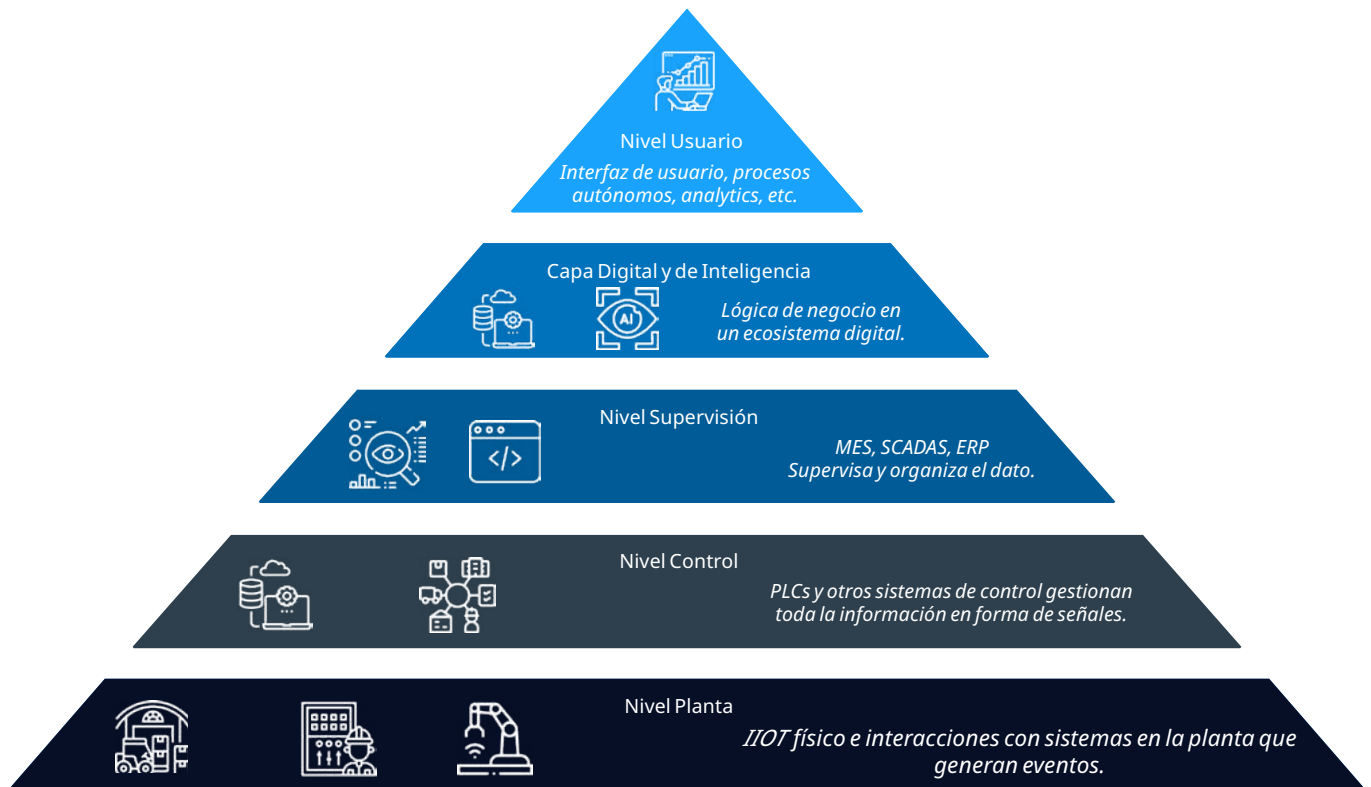 Nivel Usuario
Interfaz de usuario, procesos
autónomos, analytics, etc.
Capa Digital y de Inteligencia
AI
Lógica de negocio en
un ecosistema digital.
Nivel Supervisión
</>
MES, SCADAS, ERP
Supervisa y organiza el dato.
Nivel Control
PLCs y otros sistemas de control gestionan
toda la información en forma de señales.
Nivel Planta
IIOT físico e interacciones con sistemas en la planta que
generan eventos.